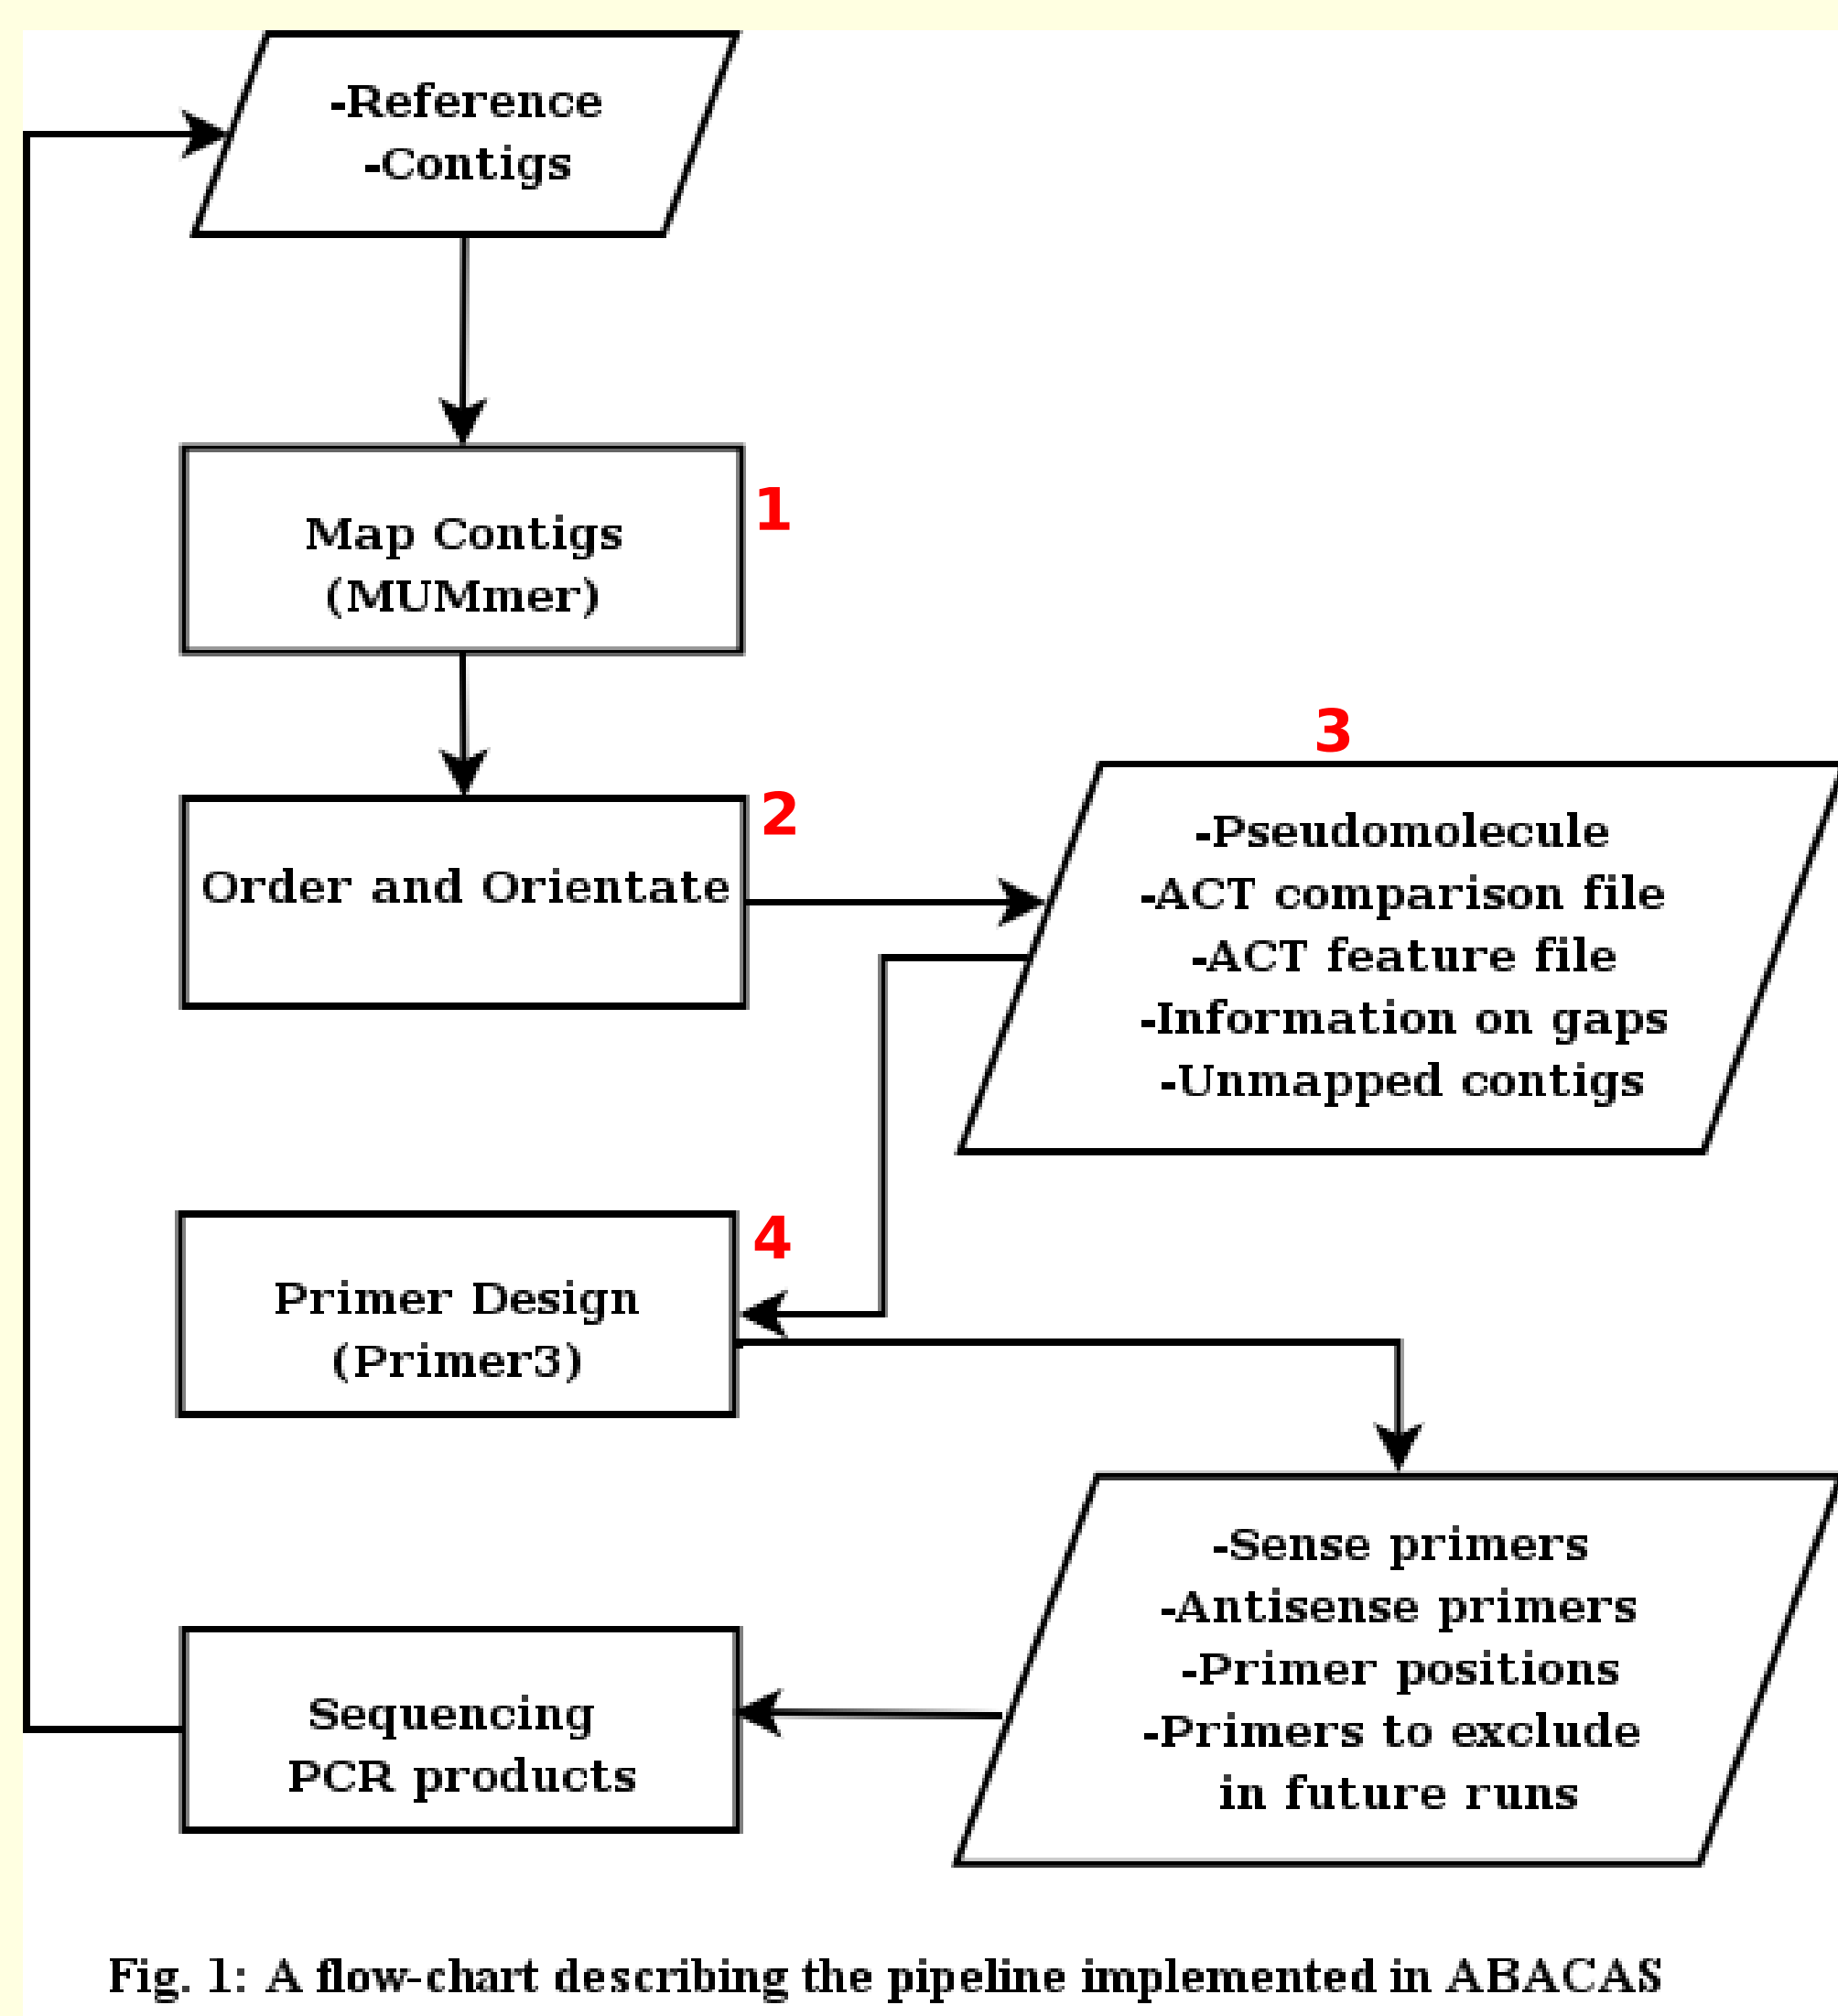 -Reference
-Contigs
Map Contigs
(MUMmer)
1
Order and Orientate
2
3
-Pseudomolecule
-ACT comparison file
-ACT feature file
-Information on gaps
-Unmapped contigs
Primer Design
(Primer3)
4
-Sense primers
-Antisense primers
-Primer positions
-Primers to exclude
in future runs
Sequencing
PCR products
Fig. 1: A flow-chart describing the pipeline implemented in ABACAS